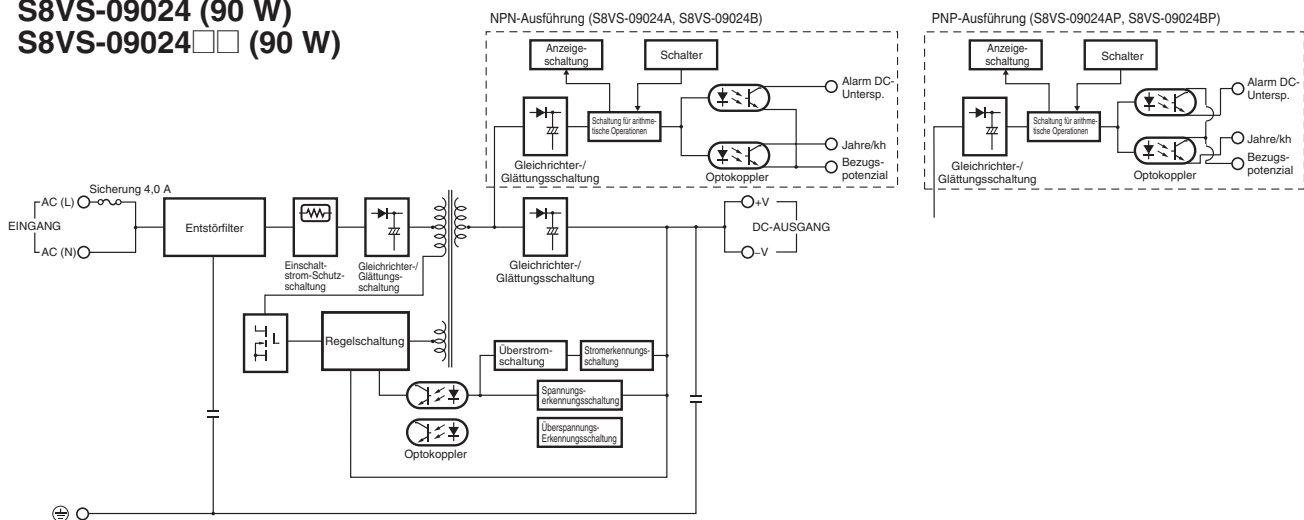 S8VS-09024 (90 W)
S8VS-09024□□ (90 W)
NPN-Ausführung (S8VS-09024A, S8VS-09024B)
Anzeige-
schaltung
Schalter
Schaltung für arithme-
tische Operationen
Gleichrichter-/
Glättungsschaltung
Optokoppler
Alarm DC-
Untersp.
Jahre/kh
Bezugs-
potenzial
PNP-Ausführung (S8VS-09024AP, S8VS-09024BP)
Anzeige-
schaltung
Schalter
Schaltung für arithme-
tische Operationen
Gleichrichter-/
Glättungsschaltung
Optokoppler
Alarm DC-
Untersp.
Jahre/kh
Bezugs-
potenzial
Sicherung 4,0 A
AC (L)
EINGANG
AC (N)
Entstörfilter
Einschalt-
strom-Schutz-
schaltung
Gleichrichter-/
Glättungs-
schaltung
Gleichrichter-/
Glättungsschaltung
+V
DC-AUSGANG
–V
Regelschaltung
Überstrom-
schaltung
Stromerkennungs-
schaltung
Spannungs-
erkennungsschaltung
Überspannungs-
Erkennungsschaltung
Optokoppler